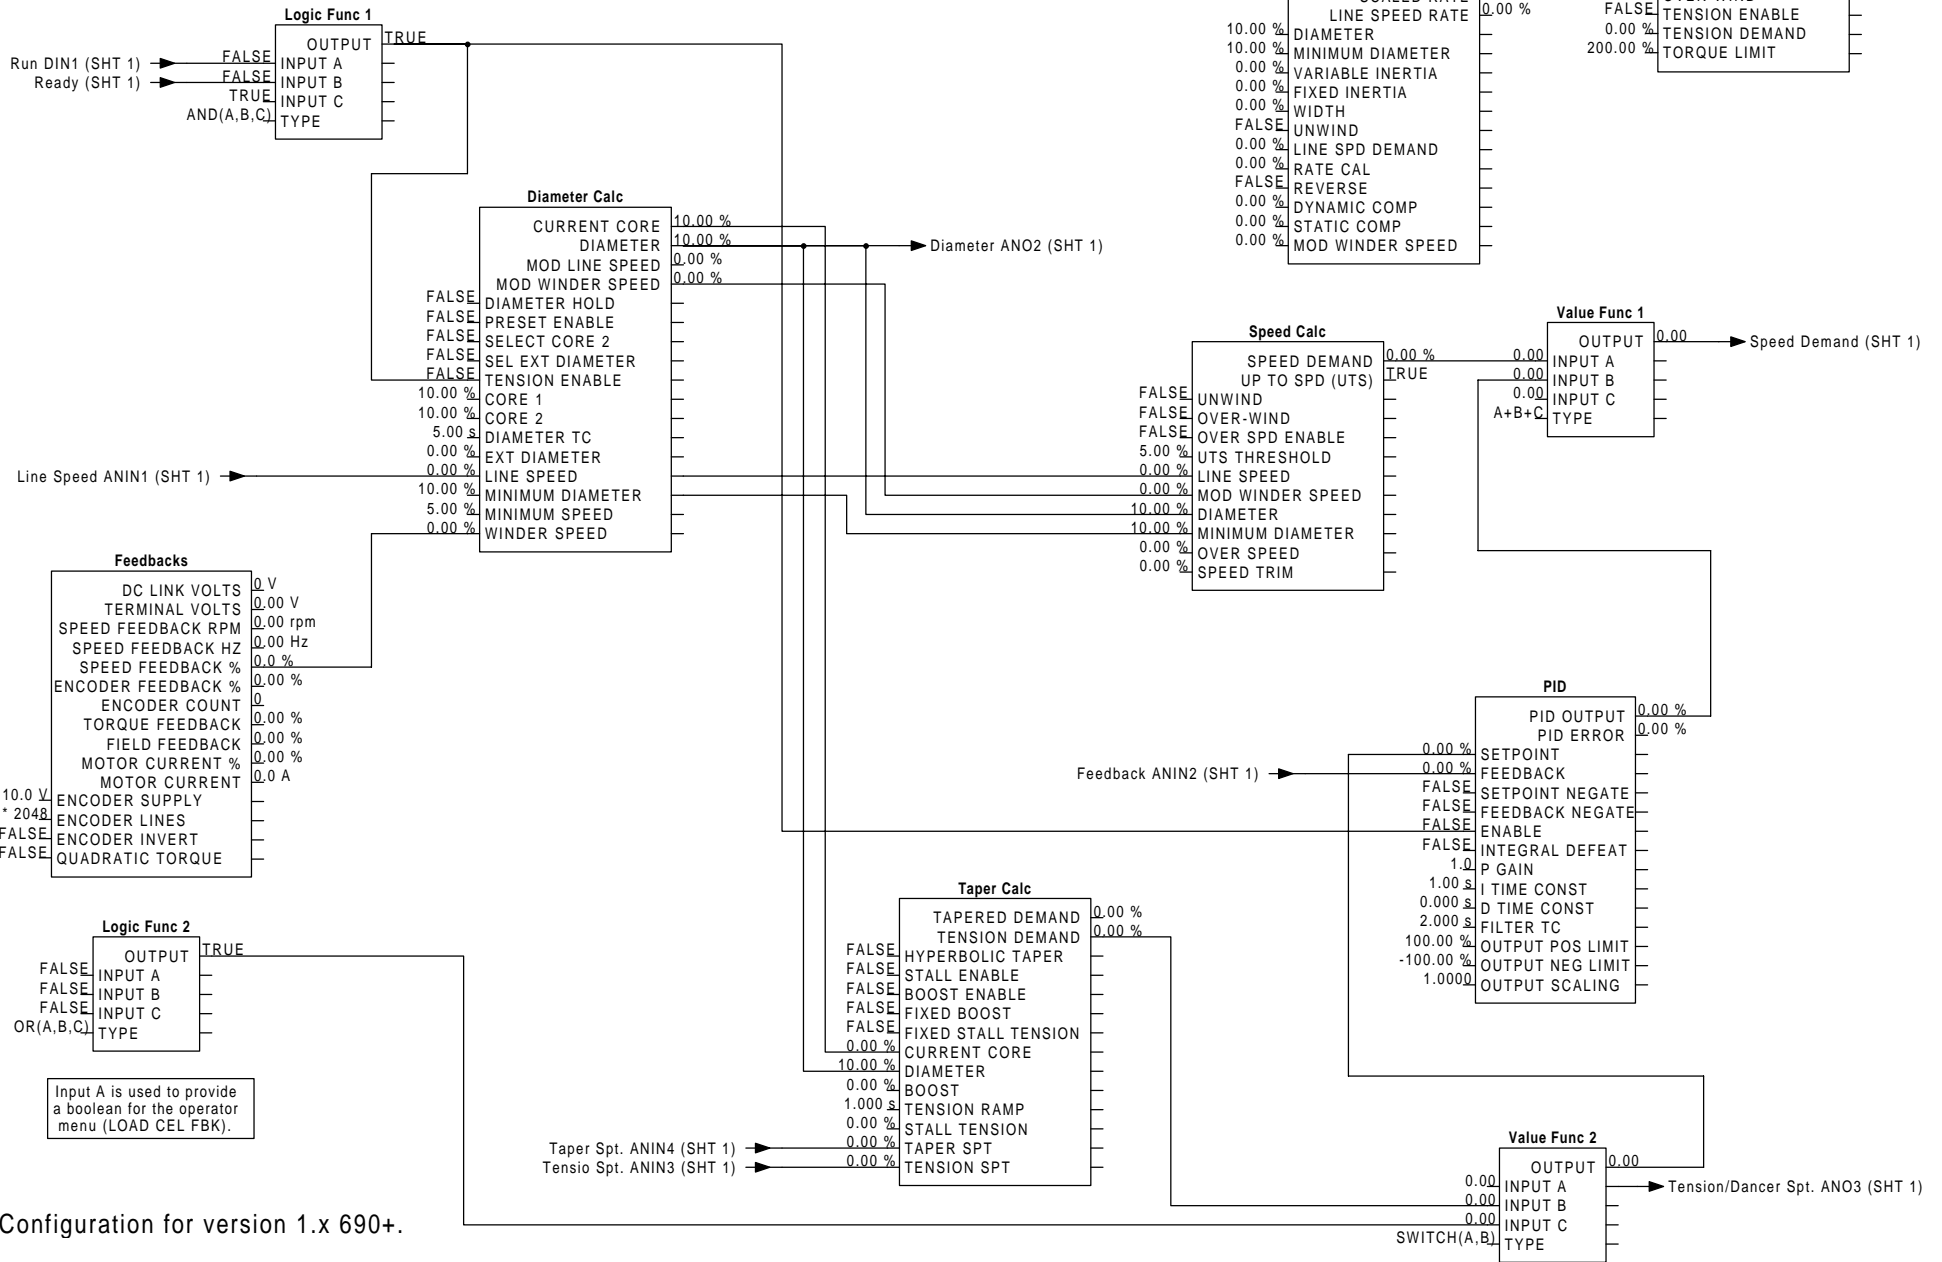 Logic Func 1
OUTPUT TRUE
Run DIN1 (SHT 1) FALSE INPUT A
Ready (SHT 1) FALSE INPUT B
TRUE INPUT C
AND(A,B,C) TYPE
LINE SPEED RATE 0.00 %
10.00 % DIAMETER
10.00 % MINIMUM DIAMETER
0.00 % VARIABLE INERTIA
0.00 % FIXED INERTIA
0.00 % WIDTH
FALSE UNWIND
0.00 % LINE SPD DEMAND
0.00 % RATE CAL
FALSE REVERSE
0.00 % DYNAMIC COMP
0.00 % STATIC COMP
0.00 % MOD WINDER SPEED
FALSE TENSION ENABLE
0.00 % TENSION DEMAND
200.00 % TORQUE LIMIT
Diameter Calc
CURRENT CORE 10.00 %
DIAMETER 10.00 % Diameter ANO2 (SHT 1)
MOD LINE SPEED 0.00 %
MOD WINDER SPEED 0.00 %
FALSE DIAMETER HOLD
FALSE PRESET ENABLE
FALSE SELECT CORE 2
FALSE SEL EXT DIAMETER
FALSE TENSION ENABLE
10.00 % CORE 1
10.00 % CORE 2
5.00 s DIAMETER TC
0.00 % EXT DIAMETER
Line Speed ANIN1 (SHT 1) 0.00 % LINE SPEED
10.00 % MINIMUM DIAMETER
5.00 % MINIMUM SPEED
0.00 % WINDER SPEED
Speed Calc
SPEED DEMAND 0.00 %
UP TO SPD (UTS) TRUE
FALSE UNWIND
FALSE OVER-WIND
FALSE OVER SPD ENABLE
5.00 % UTS THRESHOLD
0.00 % LINE SPEED
0.00 % MOD WINDER SPEED
10.00 % DIAMETER
10.00 % MINIMUM DIAMETER
0.00 % OVER SPEED
0.00 % SPEED TRIM
Value Func 1
OUTPUT 0.00 Speed Demand (SHT 1)
0.00 INPUT A
0.00 INPUT B
0.00 INPUT C
A+B+C TYPE
Feedbacks
DC LINK VOLTS 0 V
TERMINAL VOLTS 0.00 V
SPEED FEEDBACK RPM 0.00 rpm
SPEED FEEDBACK HZ 0.00 Hz
SPEED FEEDBACK % 0.0 %
ENCODER FEEDBACK % 0.00 %
ENCODER COUNT 0
TORQUE FEEDBACK 0.00 %
FIELD FEEDBACK 0.00 %
MOTOR CURRENT % 0.00 %
MOTOR CURRENT 0.0 A
10.0 V ENCODER SUPPLY
* 2048 ENCODER LINES
FALSE ENCODER INVERT
FALSE QUADRATIC TORQUE
PID
PID OUTPUT 0.00 %
PID ERROR 0.00 %
0.00 % SETPOINT
Feedback ANIN2 (SHT 1) 0.00 % FEEDBACK
FALSE SETPOINT NEGATE
FALSE FEEDBACK NEGATE
FALSE ENABLE
FALSE INTEGRAL DEFEAT
1.0 P GAIN
1.00 s I TIME CONST
0.000 s D TIME CONST
2.000 s FILTER TC
100.00 % OUTPUT POS LIMIT
-100.00 % OUTPUT NEG LIMIT
1.0000 OUTPUT SCALING
Logic Func 2
OUTPUT TRUE
FALSE INPUT A
FALSE INPUT B
FALSE INPUT C
OR(A,B,C) TYPE
Input A is used to provide
a boolean for the operator
menu (LOAD CEL FBK).
Taper Calc
TAPERED DEMAND 0.00 %
TENSION DEMAND 0.00 %
FALSE HYPERBOLIC TAPER
FALSE STALL ENABLE
FALSE BOOST ENABLE
FALSE FIXED BOOST
FALSE FIXED STALL TENSION
0.00 % CURRENT CORE
10.00 % DIAMETER
0.00 % BOOST
1.000 s TENSION RAMP
0.00 % STALL TENSION
Taper Spt. ANIN4 (SHT 1) 0.00 % TAPER SPT
Tensio Spt. ANIN3 (SHT 1) 0.00 % TENSION SPT
Value Func 2
OUTPUT 0.00
0.00 INPUT A Tension/Dancer Spt. ANO3 (SHT 1)
0.00 INPUT B
0.00 INPUT C
SWITCH(A,B) TYPE
Configuration for version 1.x 690+.